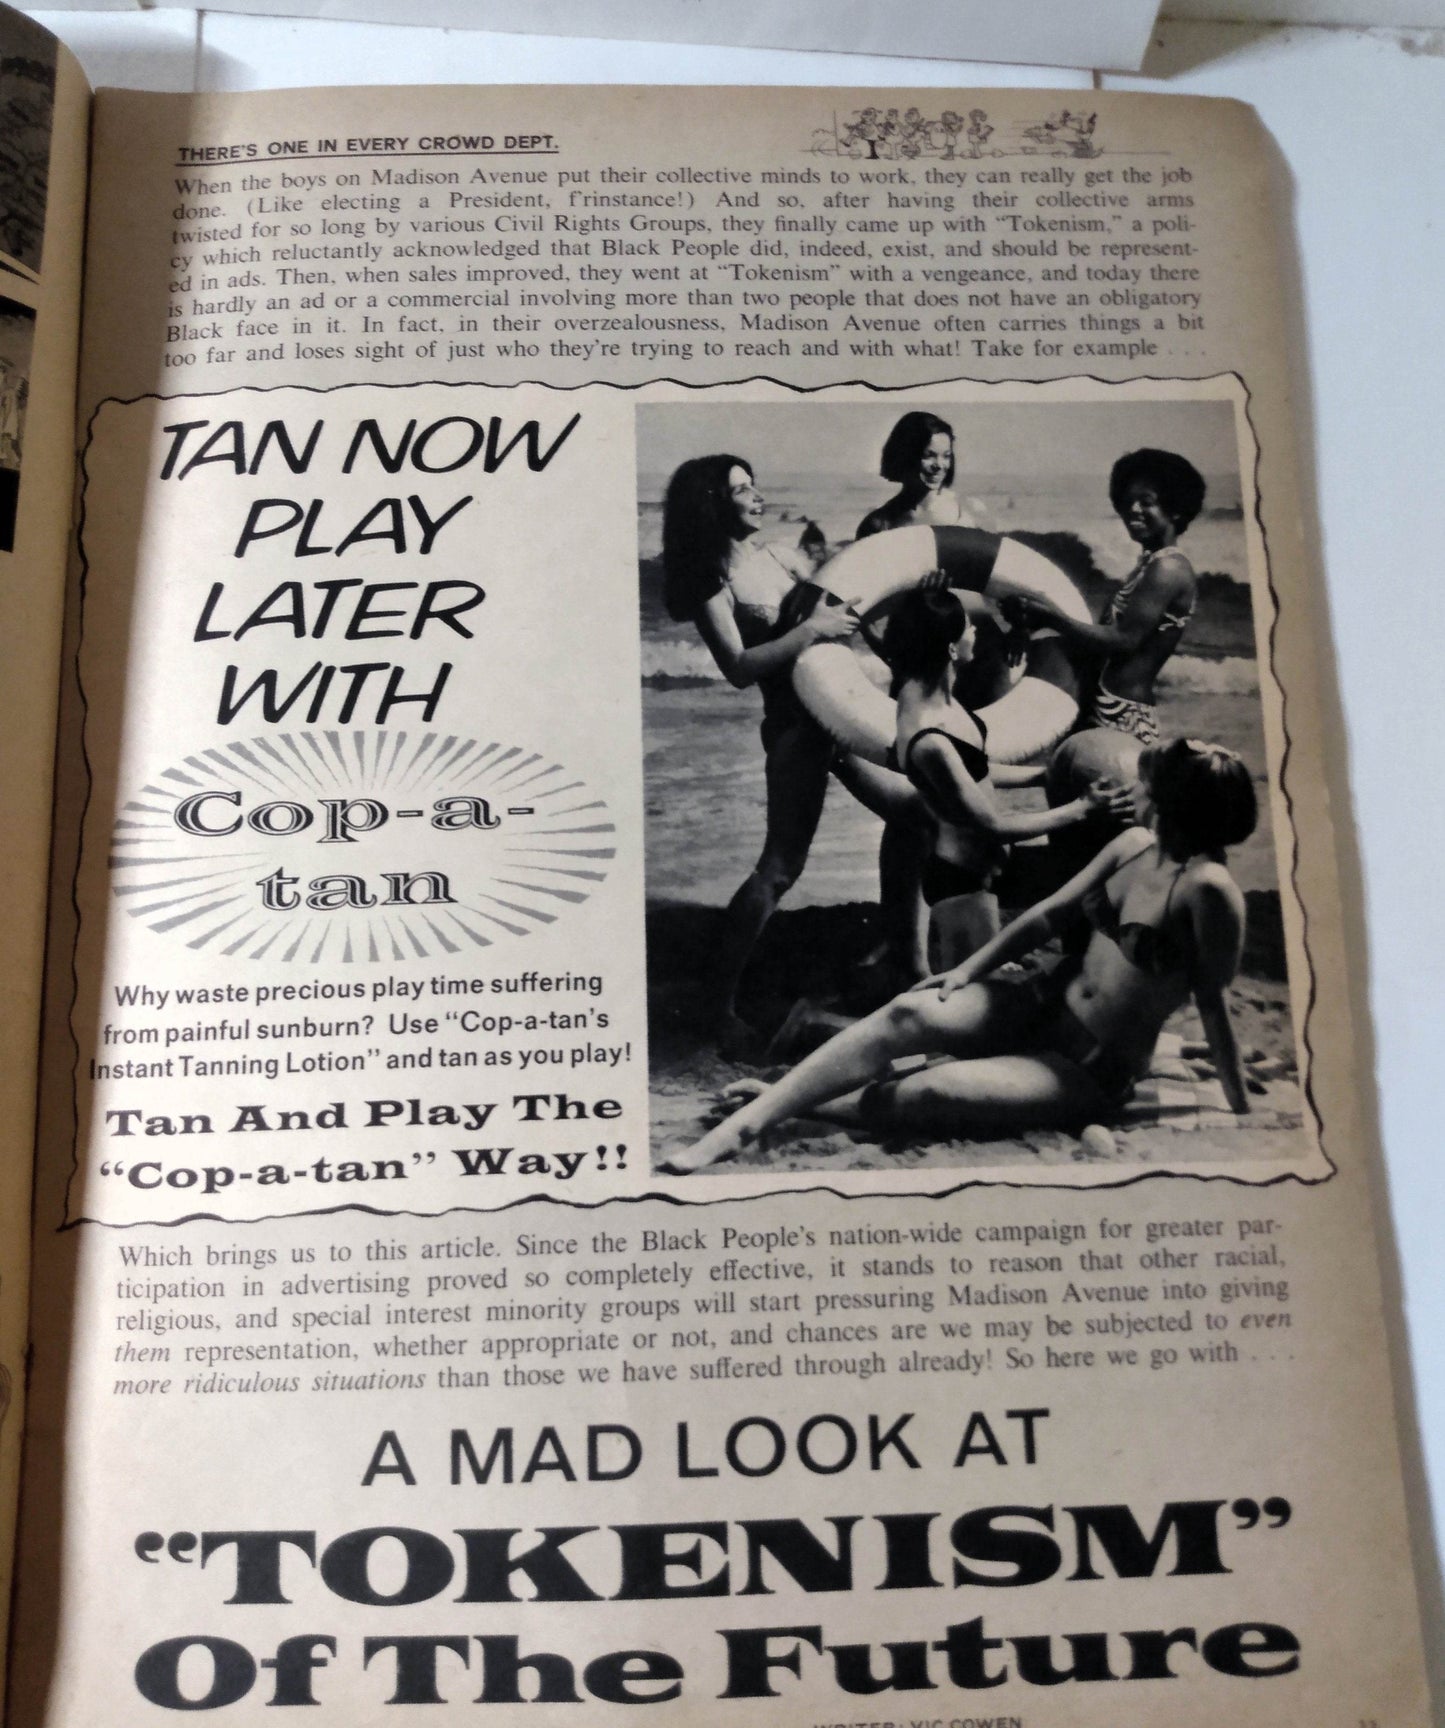 THERE'S ONE IN EVERY CROWD DEPT.
When the boys on Madison Avenue put their collective minds to work, they can really get the job
done. (Like electing a President, f'rinstance!) And so, after having their collective arms
twisted for so long by various Civil Rights Groups, they finally came up with "Tokenism," a poli-
cy which reluctantly acknowledged that Black People did, indeed, exist, and should be represent-
ed in ads. Then, when sales improved, they went at "Tokenism" with a vengeance, and today there
is hardly an ad or a commercial involving more than two people that does not have an obligatory
Black face in it. In fact, in their overzealousness, Madison Avenue often carries things a bit
too far and loses sight of just who they're trying to reach and with what! Take for example . . .
TAN NOW
PLAY
LATER
WITH
Cop-a-
tan
Why waste precious play time suffering
from painful sunburn? Use "Cop-a-tan's
Instant Tanning Lotion" and tan as you play!
Tan And Play The
"Cop-a-tan" Way!!
Which brings us to this article. Since the Black People's nation-wide campaign for greater par-
ticipation in advertising proved so completely effective, it stands to reason that other racial,
religious, and special interest minority groups will start pressuring Madison Avenue into giving
them representation, whether appropriate or not, and chances are we may be subjected to even
more ridiculous situations than those we have suffered through already! So here we go with . . .
A MAD LOOK AT
"TOKENISM"
Of The Future
WRITER: VIC COWEN